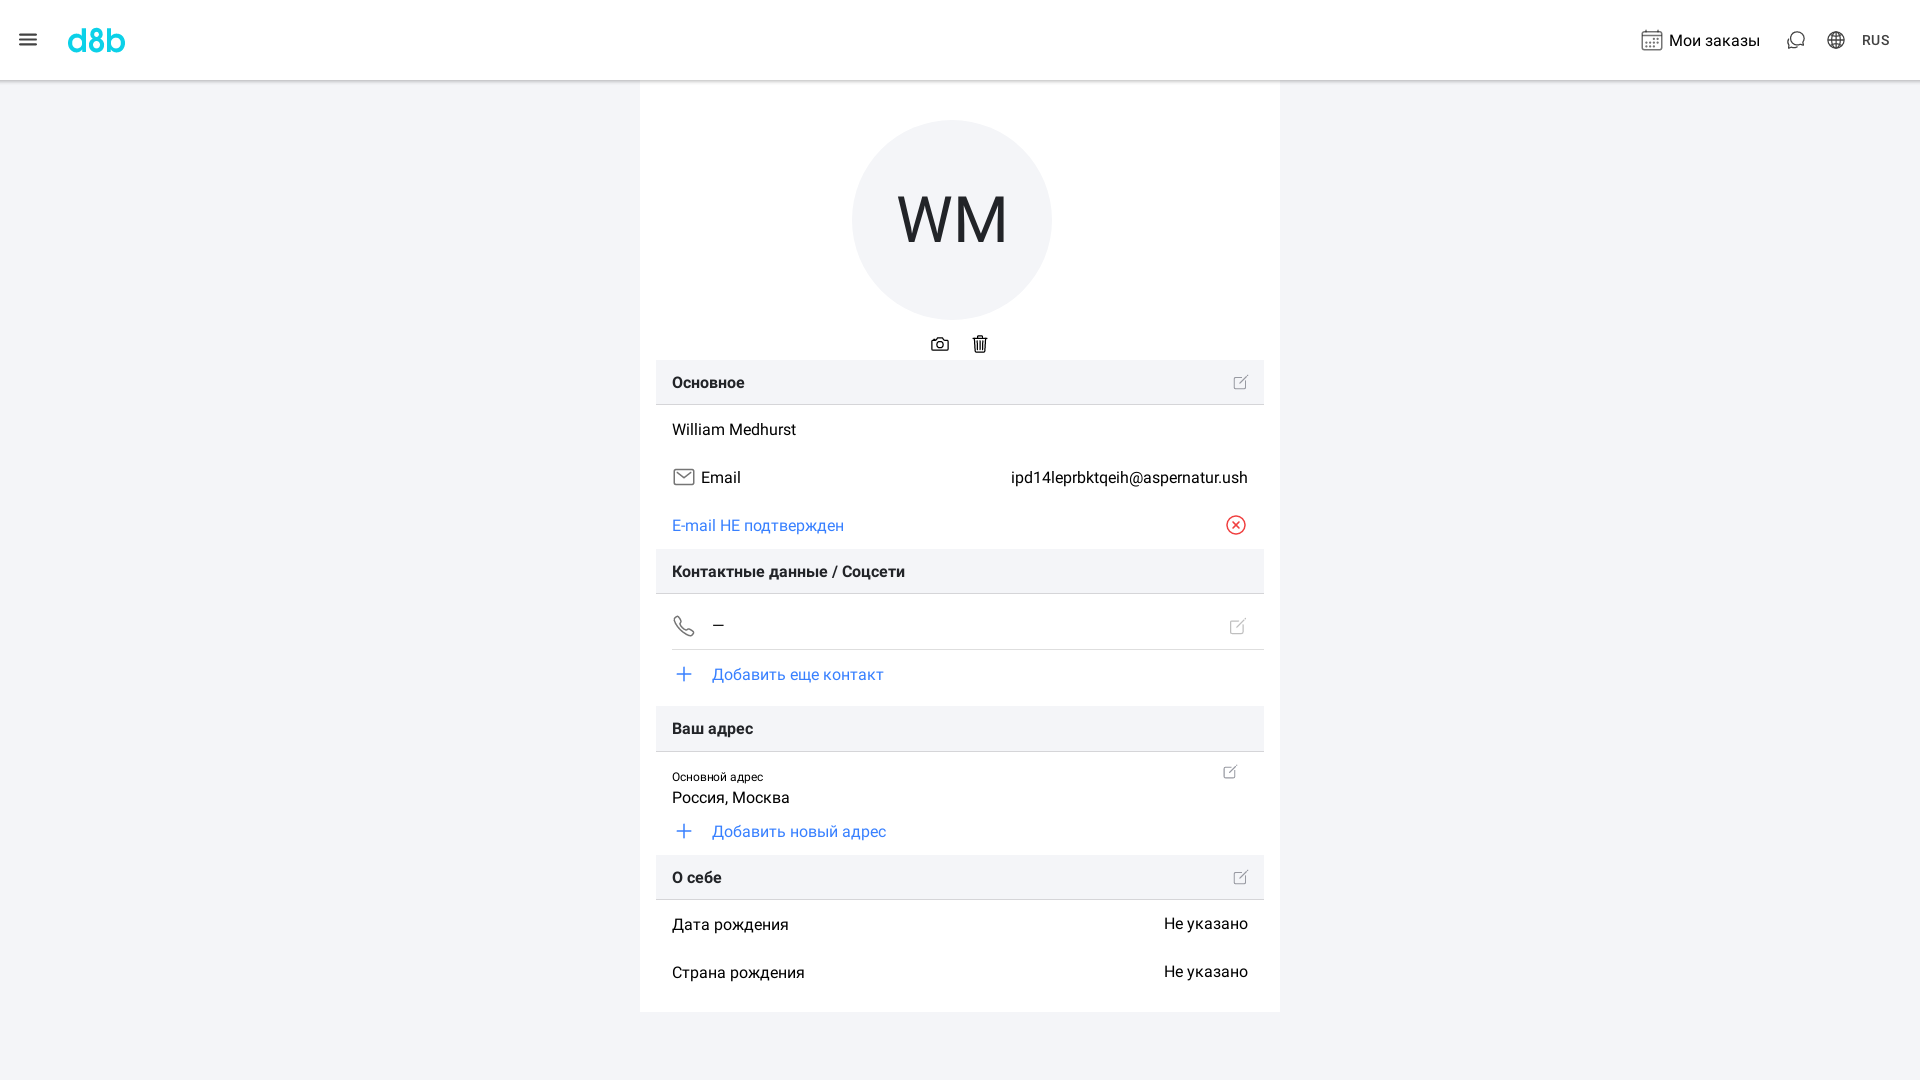 d8b
Мои заказы
RUS
WM
Основное
William Medhurst
Email
ipd14leprbktqeih@aspernatur.ush
E-mail НЕ подтвержден
Контактные данные / Соцсети
—
Добавить еще контакт
Ваш адрес
Основной адрес
Россия, Москва
Добавить новый адрес
О себе
Дата рождения
Не указано
Страна рождения
Не указано